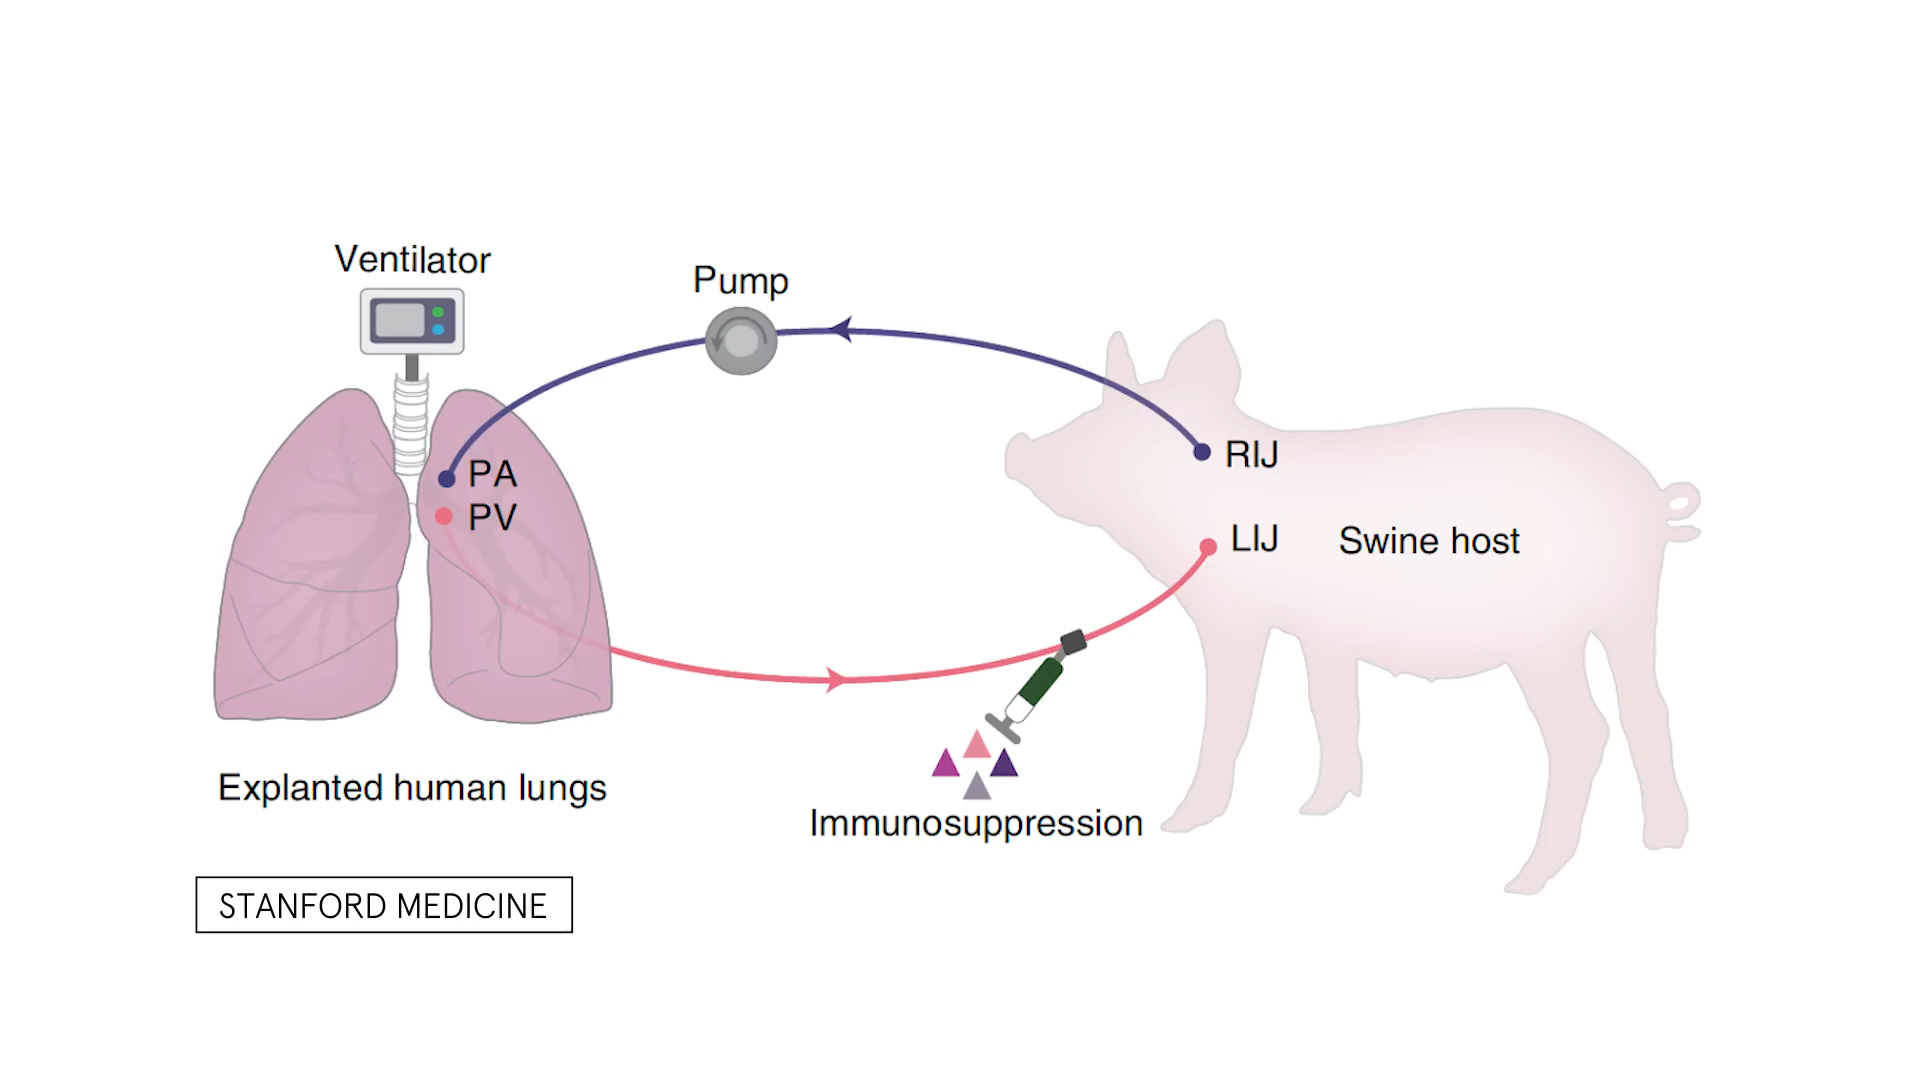 Ventilator
Pump
PA
PV
RIJ
LIJ
Swine host
Explanted human lungs
Immunosuppression
STANFORD MEDICINE